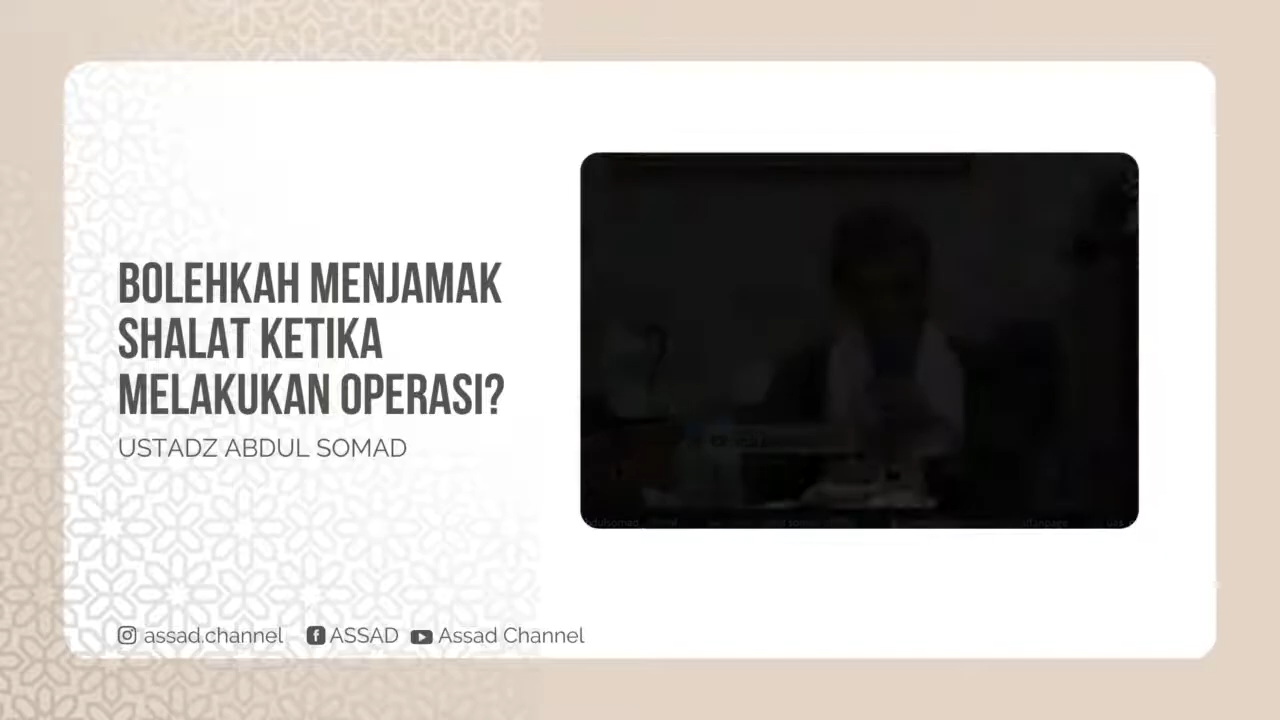 BOLEHKAH MENJAMAK
SHALAT KETIKA
MELAKUKAN OPERASI?
USTADZ ABDUL SOMAD
assad.channel ASSAD Assad Channel